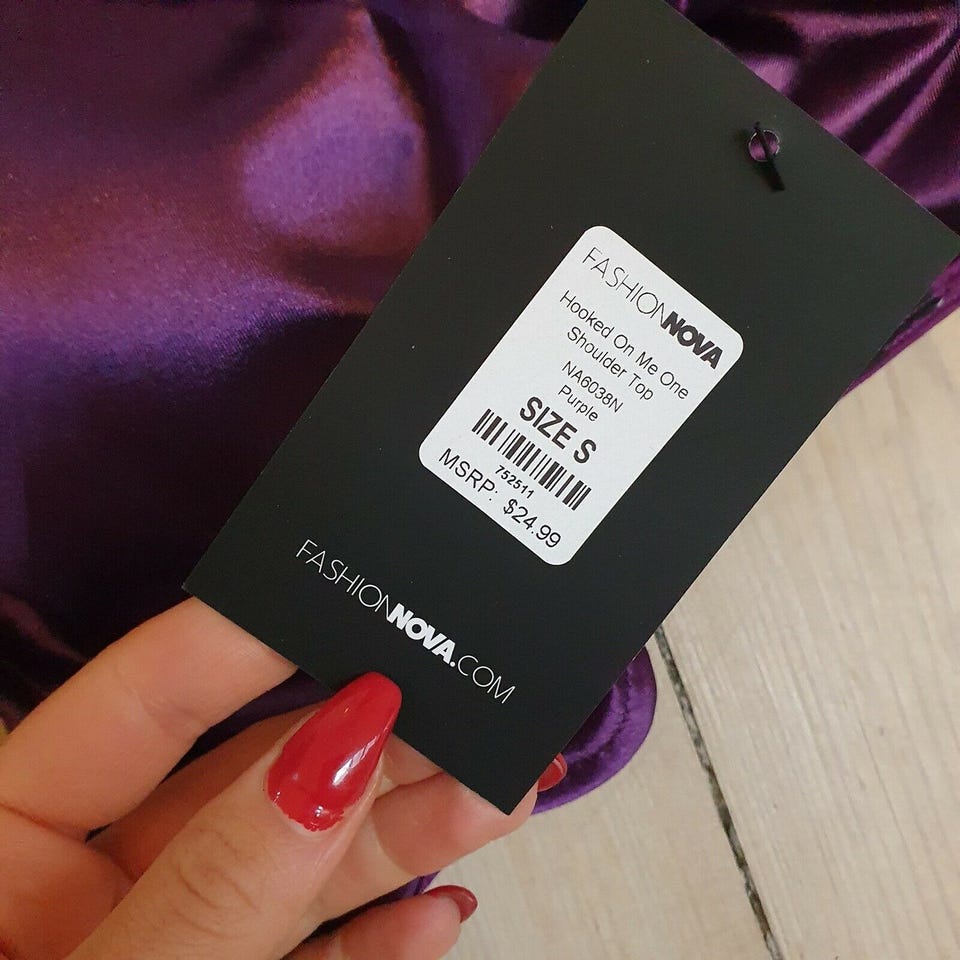 FASHIONNOVA
Hooked On Me One
Shoulder Top
NA6038N
Purple
SIZE S
752511
MSRP: $24.99
FASHIONNOVA.COM